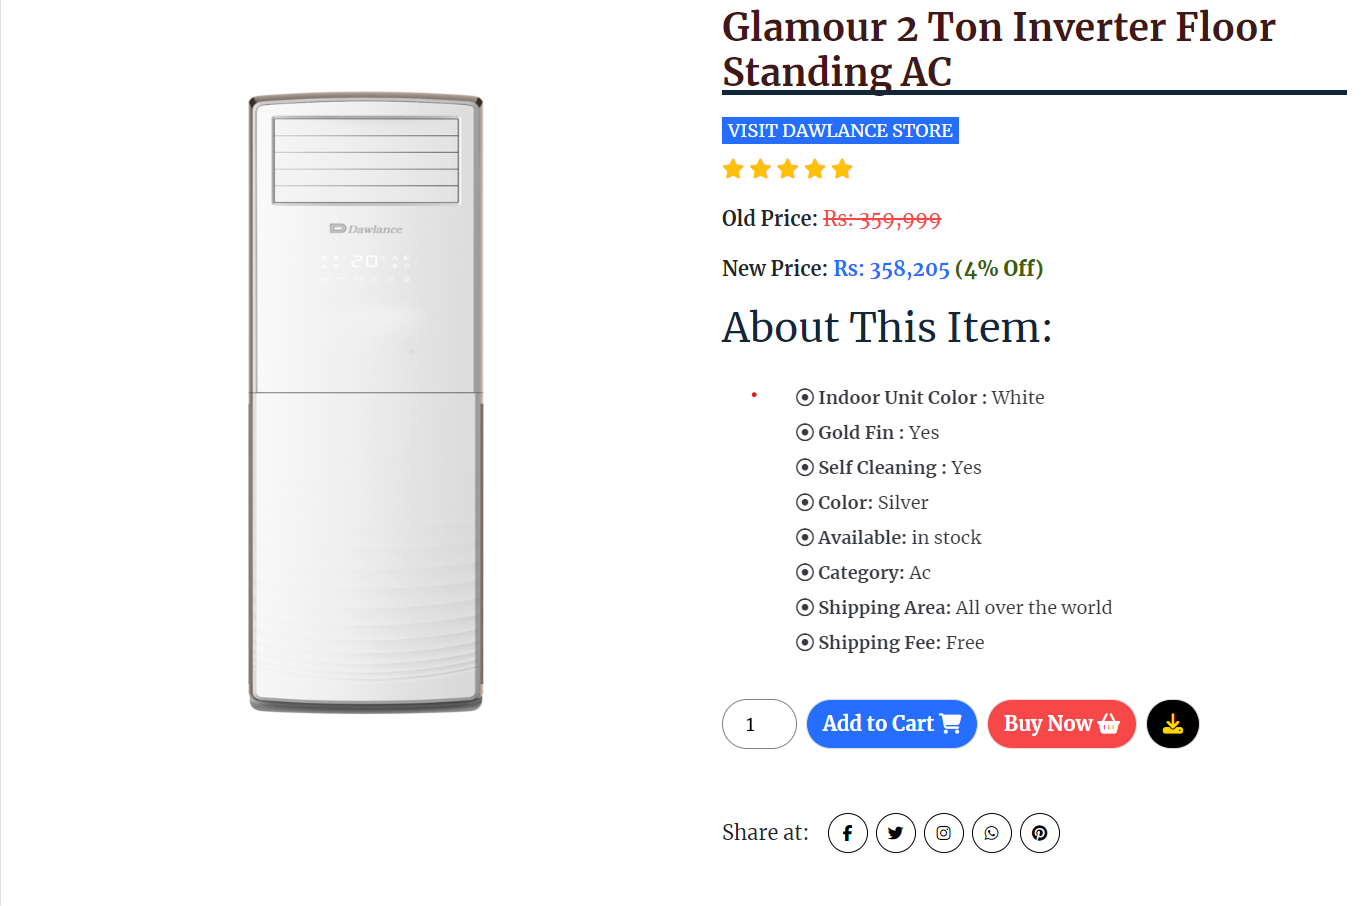 Glamour 2 Ton Inverter Floor
Standing AC
VISIT DAWLANCE STORE
Dawlance
20
Old Price: Rs: 359,999
New Price: Rs: 358,205 (4% Off)
About This Item:
Indoor Unit Color : White
Gold Fin : Yes
Self Cleaning : Yes
Color: Silver
Available: in stock
Category: Ac
Shipping Area: All over the world
Shipping Fee: Free
1
Add to Cart
Buy Now
Share at: